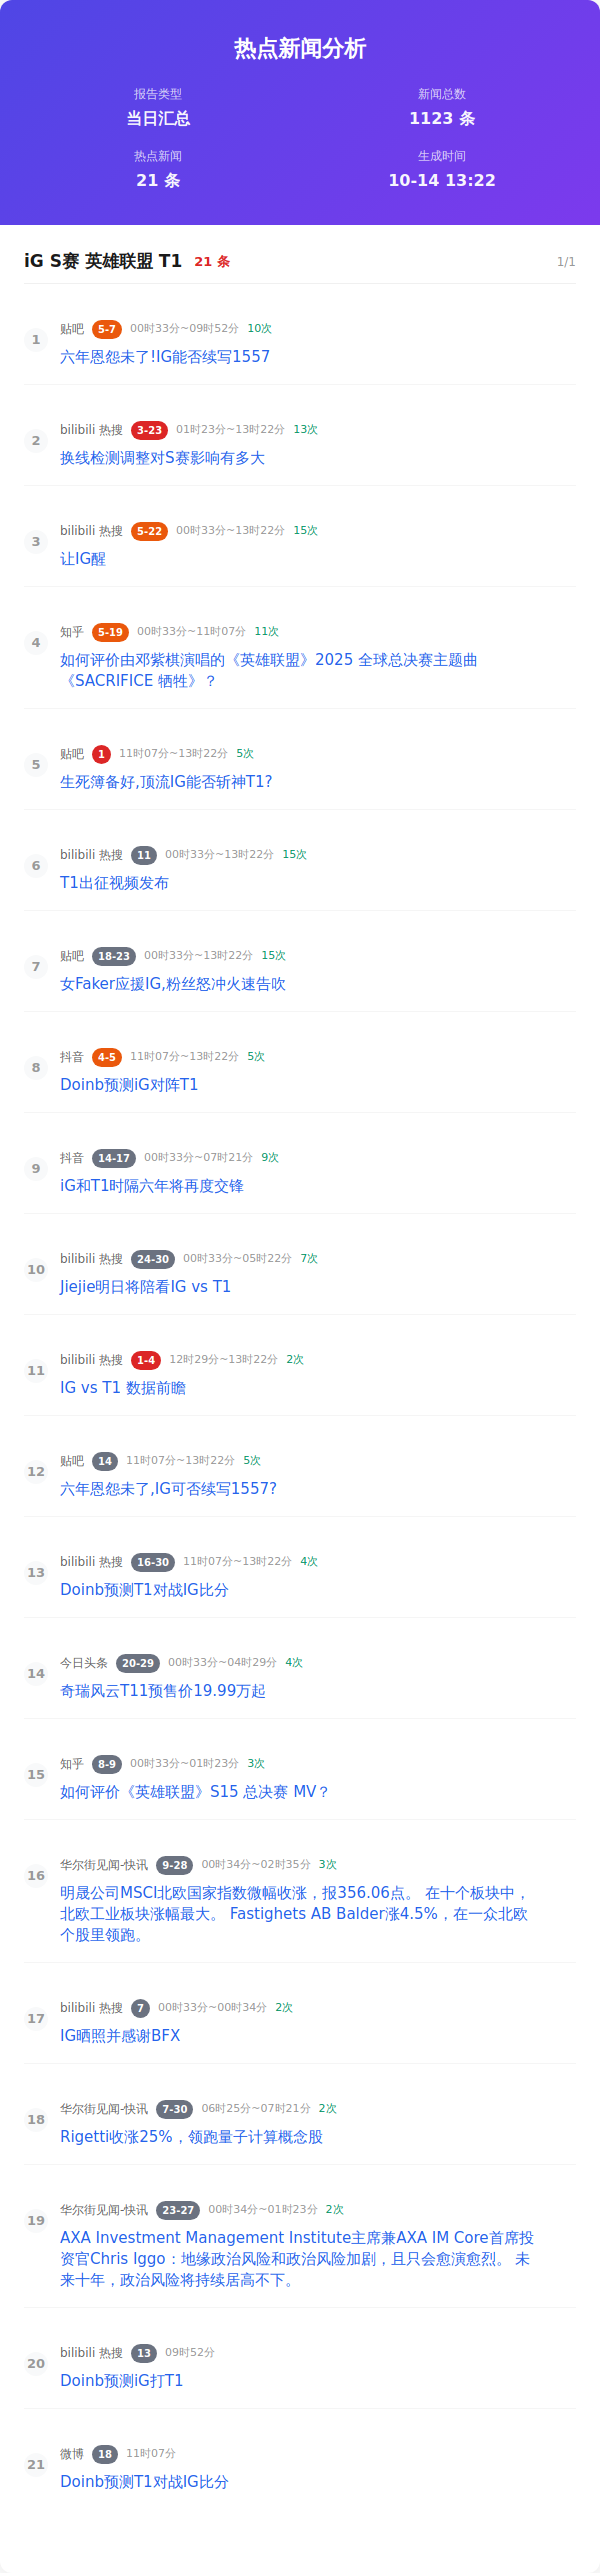 热点新闻分析
报告类型
当日汇总
新闻总数
1123 条
热点新闻
21 条
生成时间
10-14 13:22
iG S赛 英雄联盟 T1 21 条 1/1
1 贴吧 5-7 00时33分~09时52分 10次
六年恩怨未了!IG能否续写1557
2 bilibili 热搜 3-23 01时23分~13时22分 13次
换线检测调整对S赛影响有多大
3 bilibili 热搜 5-22 00时33分~13时22分 15次
让IG醒
4 知乎 5-19 00时33分~11时07分 11次
如何评价由邓紫棋演唱的《英雄联盟》2025 全球总决赛主题曲
《SACRIFICE 牺牲》？
5 贴吧 1 11时07分~13时22分 5次
生死簿备好,顶流IG能否斩神T1?
6 bilibili 热搜 11 00时33分~13时22分 15次
T1出征视频发布
7 贴吧 18-23 00时33分~13时22分 15次
女Faker应援IG,粉丝怒冲火速告吹
8 抖音 4-5 11时07分~13时22分 5次
Doinb预测iG对阵T1
9 抖音 14-17 00时33分~07时21分 9次
iG和T1时隔六年将再度交锋
10 bilibili 热搜 24-30 00时33分~05时22分 7次
Jiejie明日将陪看IG vs T1
11 bilibili 热搜 1-4 12时29分~13时22分 2次
IG vs T1 数据前瞻
12 贴吧 14 11时07分~13时22分 5次
六年恩怨未了,IG可否续写1557?
13 bilibili 热搜 16-30 11时07分~13时22分 4次
Doinb预测T1对战IG比分
14 今日头条 20-29 00时33分~04时29分 4次
奇瑞风云T11预售价19.99万起
15 知乎 8-9 00时33分~01时23分 3次
如何评价《英雄联盟》S15 总决赛 MV？
16 华尔街见闻-快讯 9-28 00时34分~02时35分 3次
明晟公司MSCI北欧国家指数微幅收涨，报356.06点。 在十个板块中，
北欧工业板块涨幅最大。 Fastighets AB Balder涨4.5%，在一众北欧
个股里领跑。
17 bilibili 热搜 7 00时33分~00时34分 2次
IG晒照并感谢BFX
18 华尔街见闻-快讯 7-30 06时25分~07时21分 2次
Rigetti收涨25%，领跑量子计算概念股
19 华尔街见闻-快讯 23-27 00时34分~01时23分 2次
AXA Investment Management Institute主席兼AXA IM Core首席投
资官Chris Iggo：地缘政治风险和政治风险加剧，且只会愈演愈烈。 未
来十年，政治风险将持续居高不下。
20 bilibili 热搜 13 09时52分
Doinb预测iG打T1
21 微博 18 11时07分
Doinb预测T1对战IG比分